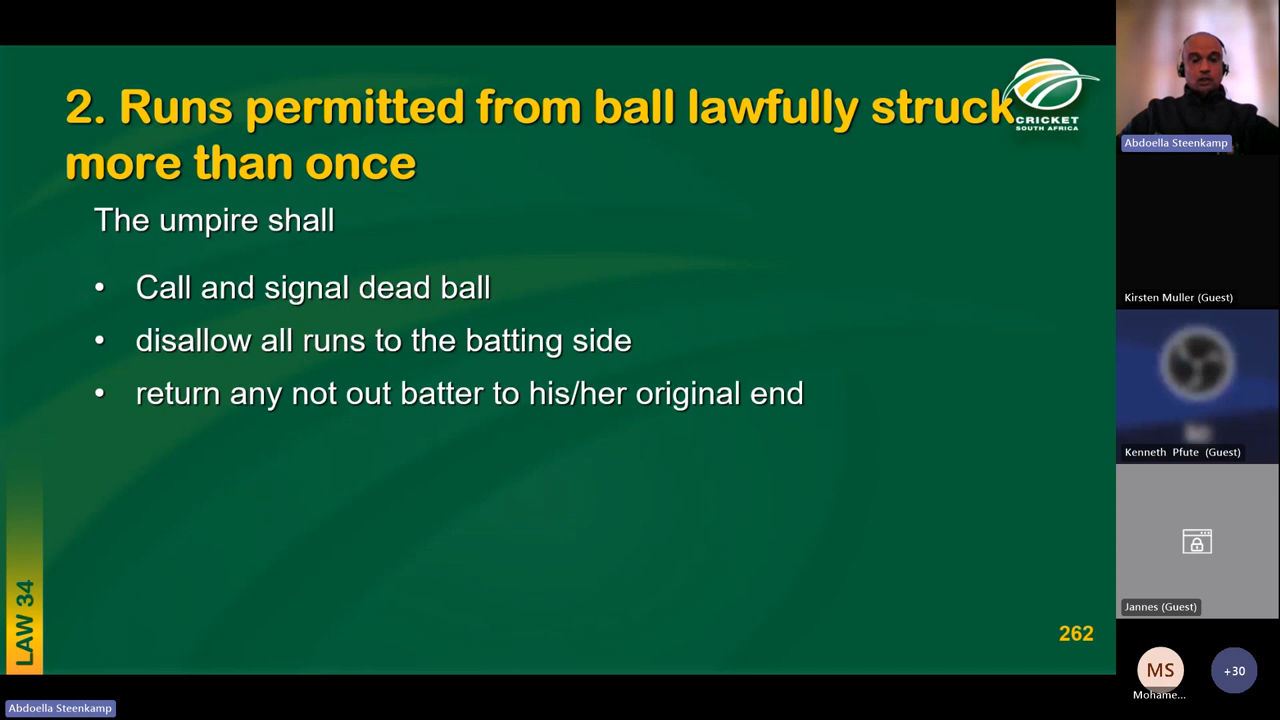 2. Runs permitted from ball lawfully struck
more than once
CRICKET
SOUTH AFRICA
The umpire shall
• Call and signal dead ball
• disallow all runs to the batting side
• return any not out batter to his/her original end
LAW 34
262
Abdoella Steenkamp
Abdoella Steenkamp
Kirsten Muller (Guest)
Kenneth Pfute (Guest)
Jannes (Guest)
MS
+30
Mohame...